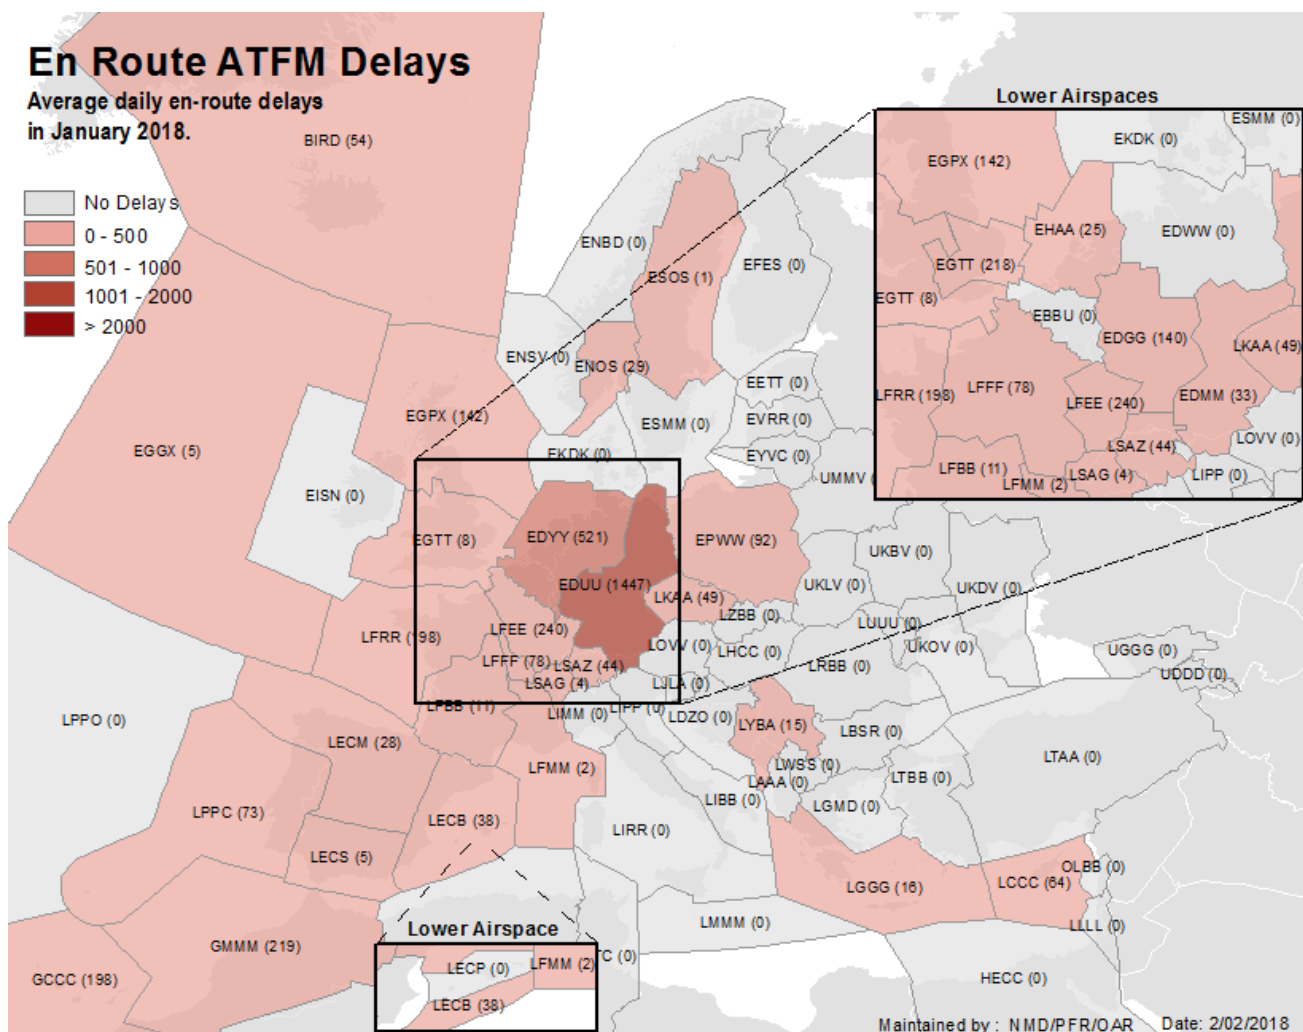 En Route ATFM Delays
Average daily en-route delays
in January 2018.
No Delays
0 - 500
501 - 1000
1001 - 2000
> 2000
BIRD (54)
ENBD (0)
ESOS (1)
EFES (0)
ENSV (0)
ENOS (29)
EETT (0)
EGPX (142)
ESMM (0)
EVRR (0)
EGGX (5)
EKDK (0)
EYVC (0)
UMMV
EISN (0)
EGTT (8)
EDYY (521)
EPWW (92)
UKBV (0)
EDUU (1447)
UKLV (0)
UKDV (0)
LKAA (49)
LZBB (0)
LFRR (198)
LFEE (240)
LUUU (0)
LOVV (0)
LHCC (0)
UKOV (0)
LFFF (78)
LSAZ (44)
LRBB (0)
UGGG (0)
UDDD (0)
LSAG (4)
LJLA (0)
LFBB (11)
LIMM (0)
LIPP (0)
LDZO (0)
LPPO (0)
LYBA (15)
LBSR (0)
LECM (28)
LTAA (0)
LFMM (2)
LWSS (0)
LTBB (0)
LAAA (0)
LIBB (0)
LGMD (0)
LPPC (73)
LECB (38)
LIRR (0)
LECS (5)
OLBB (0)
LGGG (16)
LCCC (64)
LMMM (0)
LLLL (0)
GMMM (219)
TC (0)
GCCC (198)
HECC (0)
Lower Airspaces
ESMM (0)
EKDK (0)
EGPX (142)
EHAA (25)
EDWW (0)
EGTT (218)
EGTT (8)
EBBU (0)
EDGG (140)
LKAA (49)
LFRR (198)
LFFF (78)
LFEE (240)
EDMM (33)
LSAZ (44)
LOVV (0)
LFBB (11)
LSAG (4)
LIPP (0)
LFMM (2)
Lower Airspace
LECP (0)
LFMM (2)
LECB (38)
Maintained by : NMD/PFR/OAR Date: 2/02/2018